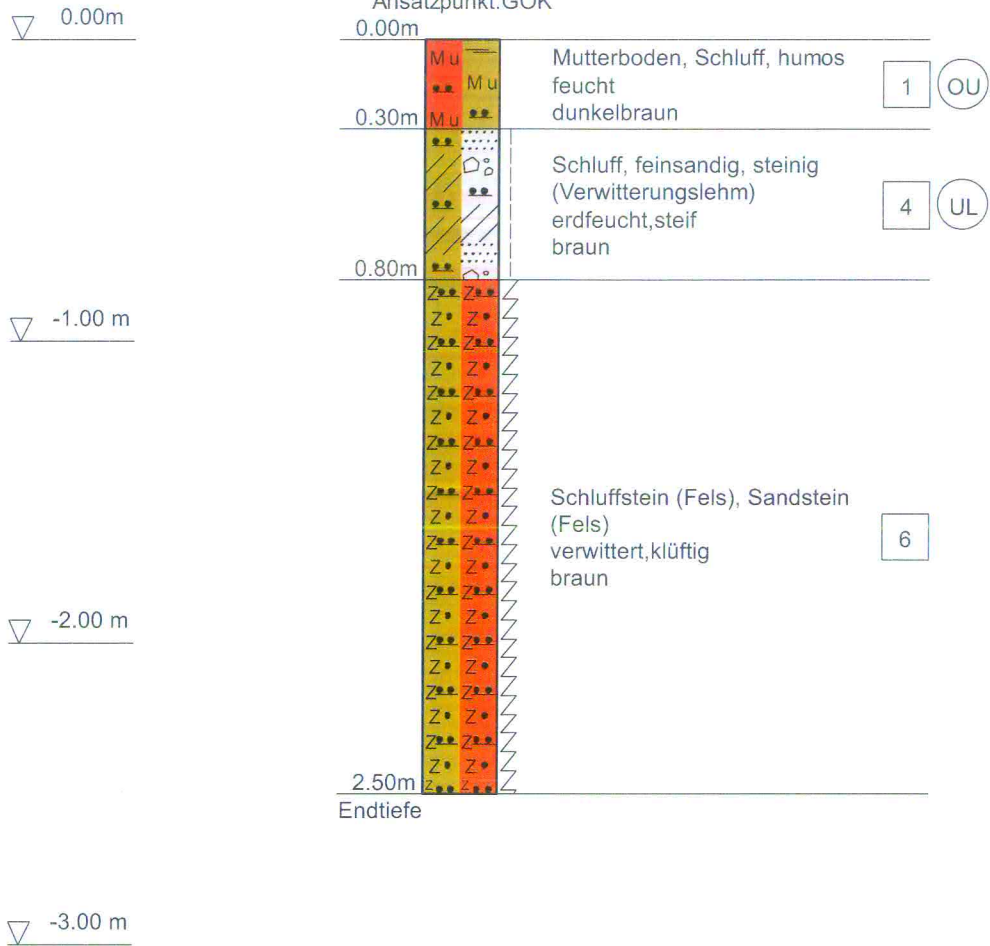 Ansatzpunkt:GOK
0.00m
0.00m
Mu
Mu
Mu
Mutterboden, Schluff, humos
feucht
dunkelbraun
1
OU
0.30m
Schluff, feinsandig, steinig
(Verwitterungslehm)
erdfeucht,steif
braun
4
UL
0.80m
-1.00 m
Schluffstein (Fels), Sandstein
(Fels)
verwittert,klüftig
braun
6
-2.00 m
2.50m
Endtiefe
-3.00 m